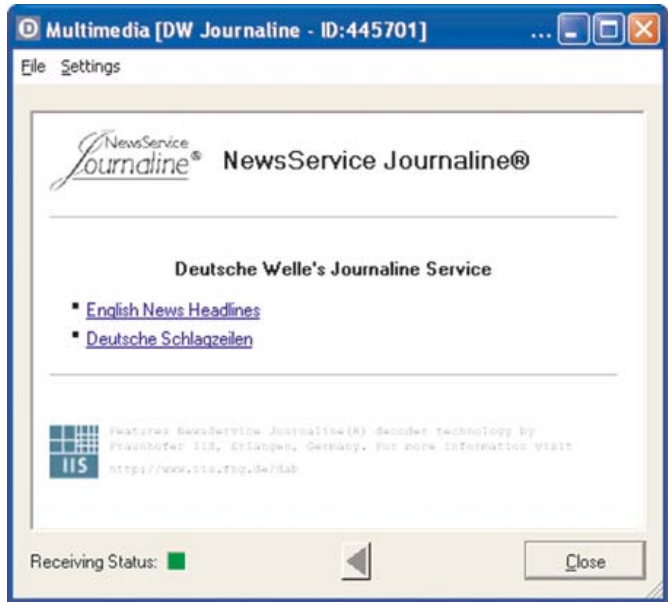 Multimedia [DW Journaline - ID:445701] ...
File Settings
NewsService
Journaline® NewsService Journaline®
Deutsche Welle's Journaline Service
English News Headlines
Deutsche Schlagzeilen
Features NewsService Journaline(R) decoder technology by
Fraunhofer IIS, Erlangen, Germany. For more information visit
http://www.iis.fhg.de/dab
IIS
Receiving Status:
Close